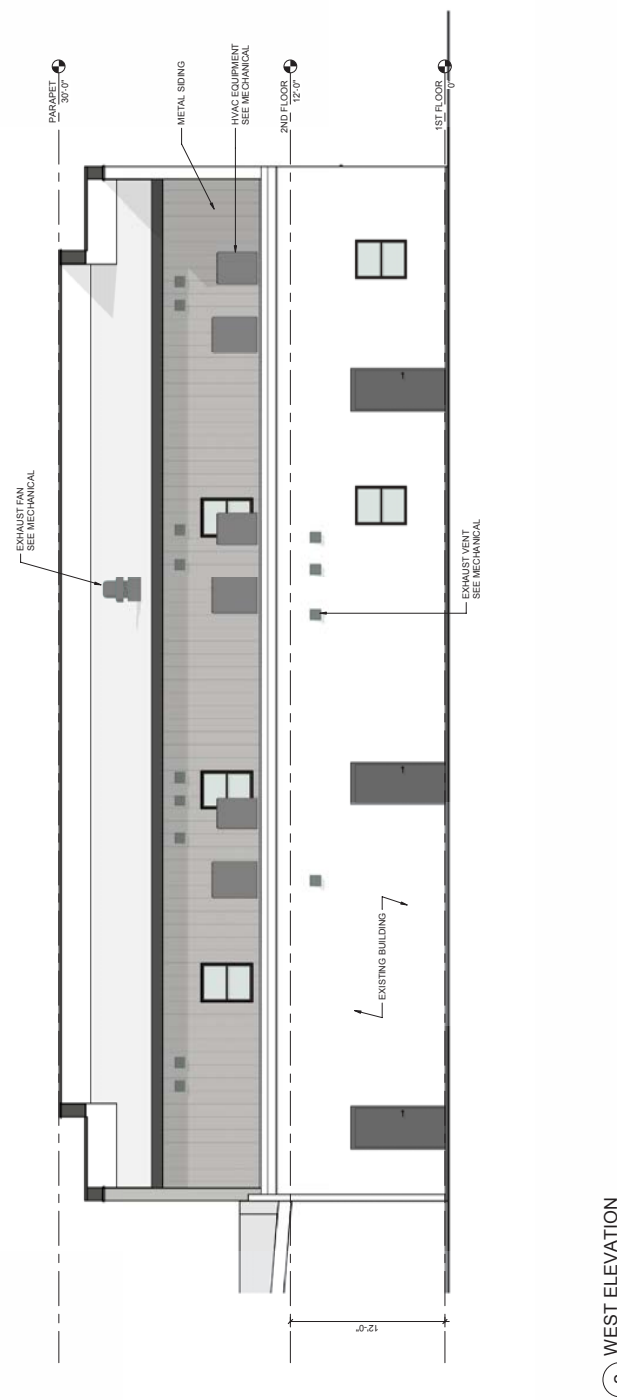 PARAPET
30'-0"
METAL SIDING
HVAC EQUIPMENT
SEE MECHANICAL
2ND FLOOR
12'-0"
1ST FLOOR
EXHAUST FAN
SEE MECHANICAL
EXHAUST VENT
SEE MECHANICAL
EXISTING BUILDING
12'-0"
WEST ELEVATION